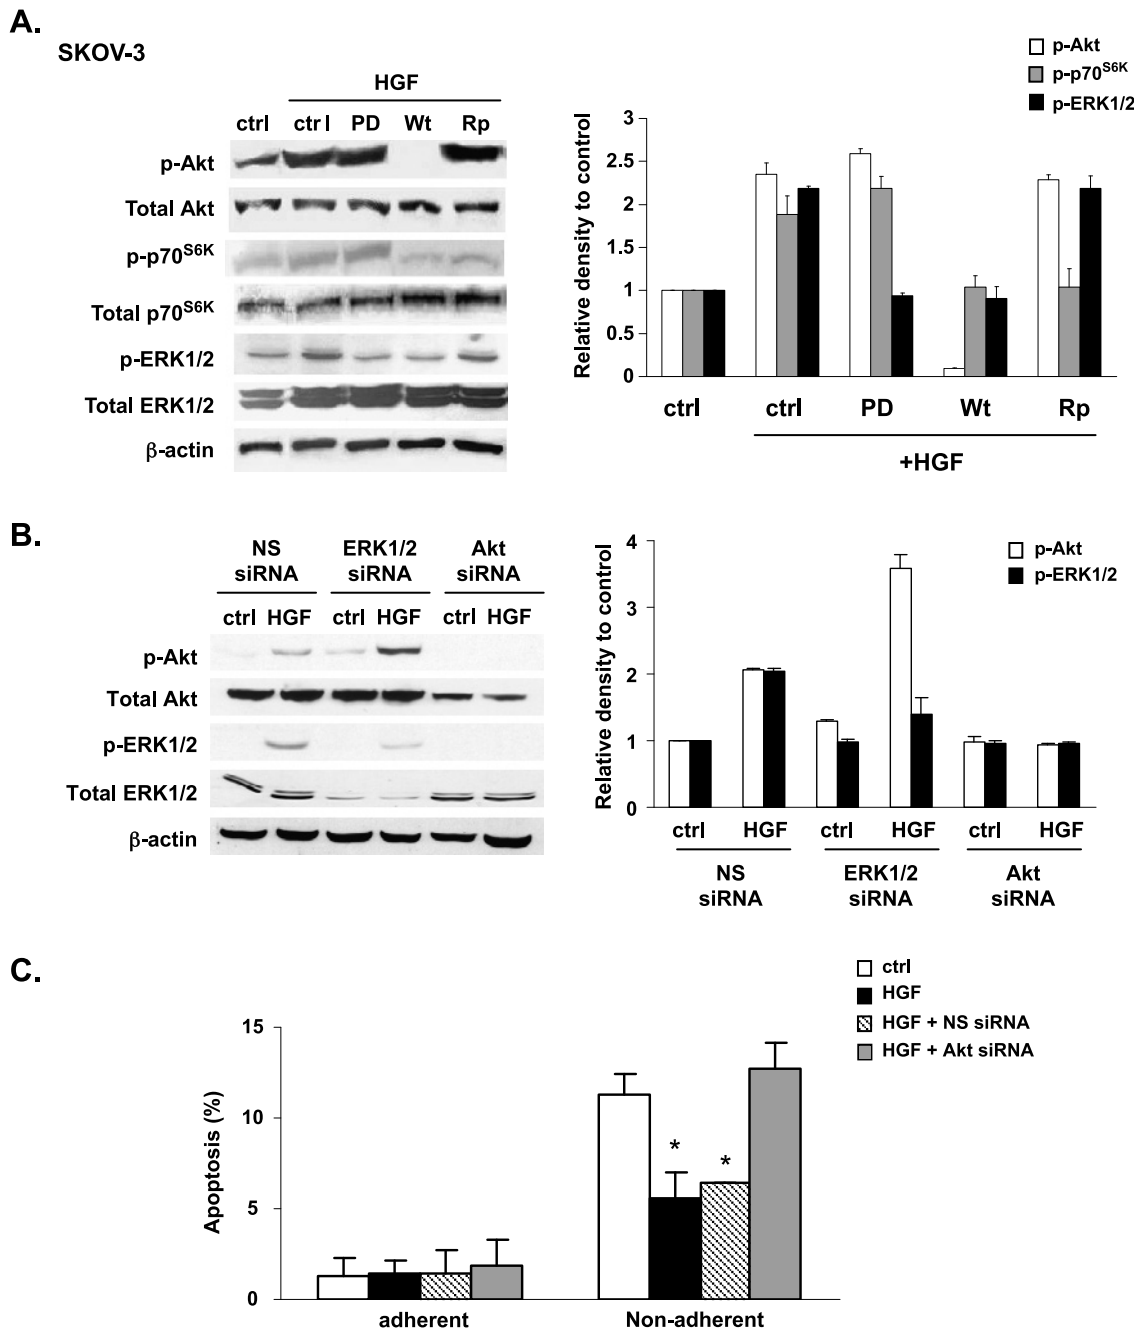 A.
SKOV-3
HGF
ctrl ctrl PD Wt Rp
p-Akt
Total Akt
p-p70S6K
Total p70S6K
p-ERK1/2
Total ERK1/2
β-actin
p-Akt
p-p70S6K
p-ERK1/2
Relative density to control
3
2.5
2
1
0.5
0
ctrl ctrl PD Wt Rp
+HGF
B.
NS siRNA
ERK1/2 siRNA
Akt siRNA
ctrl HGF ctrl HGF ctrl HGF
p-Akt
Total Akt
p-ERK1/2
Total ERK1/2
β-actin
p-Akt
p-ERK1/2
Relative density to control
4
3
2
1
0
ctrl HGF ctrl HGF ctrl HGF
NS siRNA
ERK1/2 siRNA
Akt siRNA
C.
ctrl
HGF
HGF + NS siRNA
HGF + Akt siRNA
Apoptosis (%)
15
10
5
0
* *
adherent Non-adherent